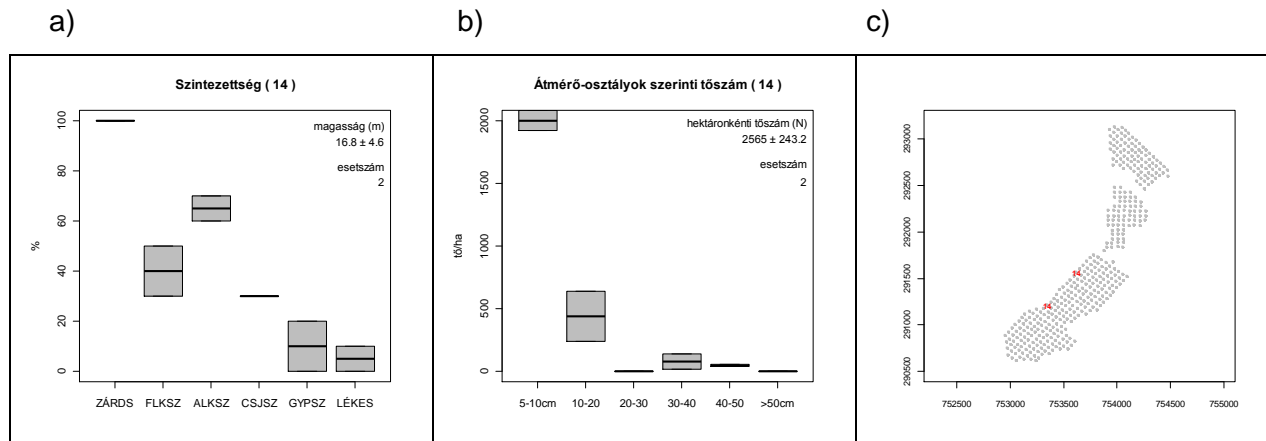 a)
b)
c)
Szintezettség ( 14 )
magasság (m)
16.8 ± 4.6
esetszám
2
%
100
80
60
40
20
0
ZÁRDS FLKSZ ALKSZ CSJSZ GYPSZ LÉKES
Átmérő-osztályok szerinti tőszám ( 14 )
hektáronkénti tőszám (N)
2565 ± 243.2
esetszám
2
tő/ha
2000
1500
1000
500
0
5-10cm 10-20 20-30 30-40 40-50 >50cm
293000
292500
292000
291500
291000
290500
14
14
752500 753000 753500 754000 754500 755000